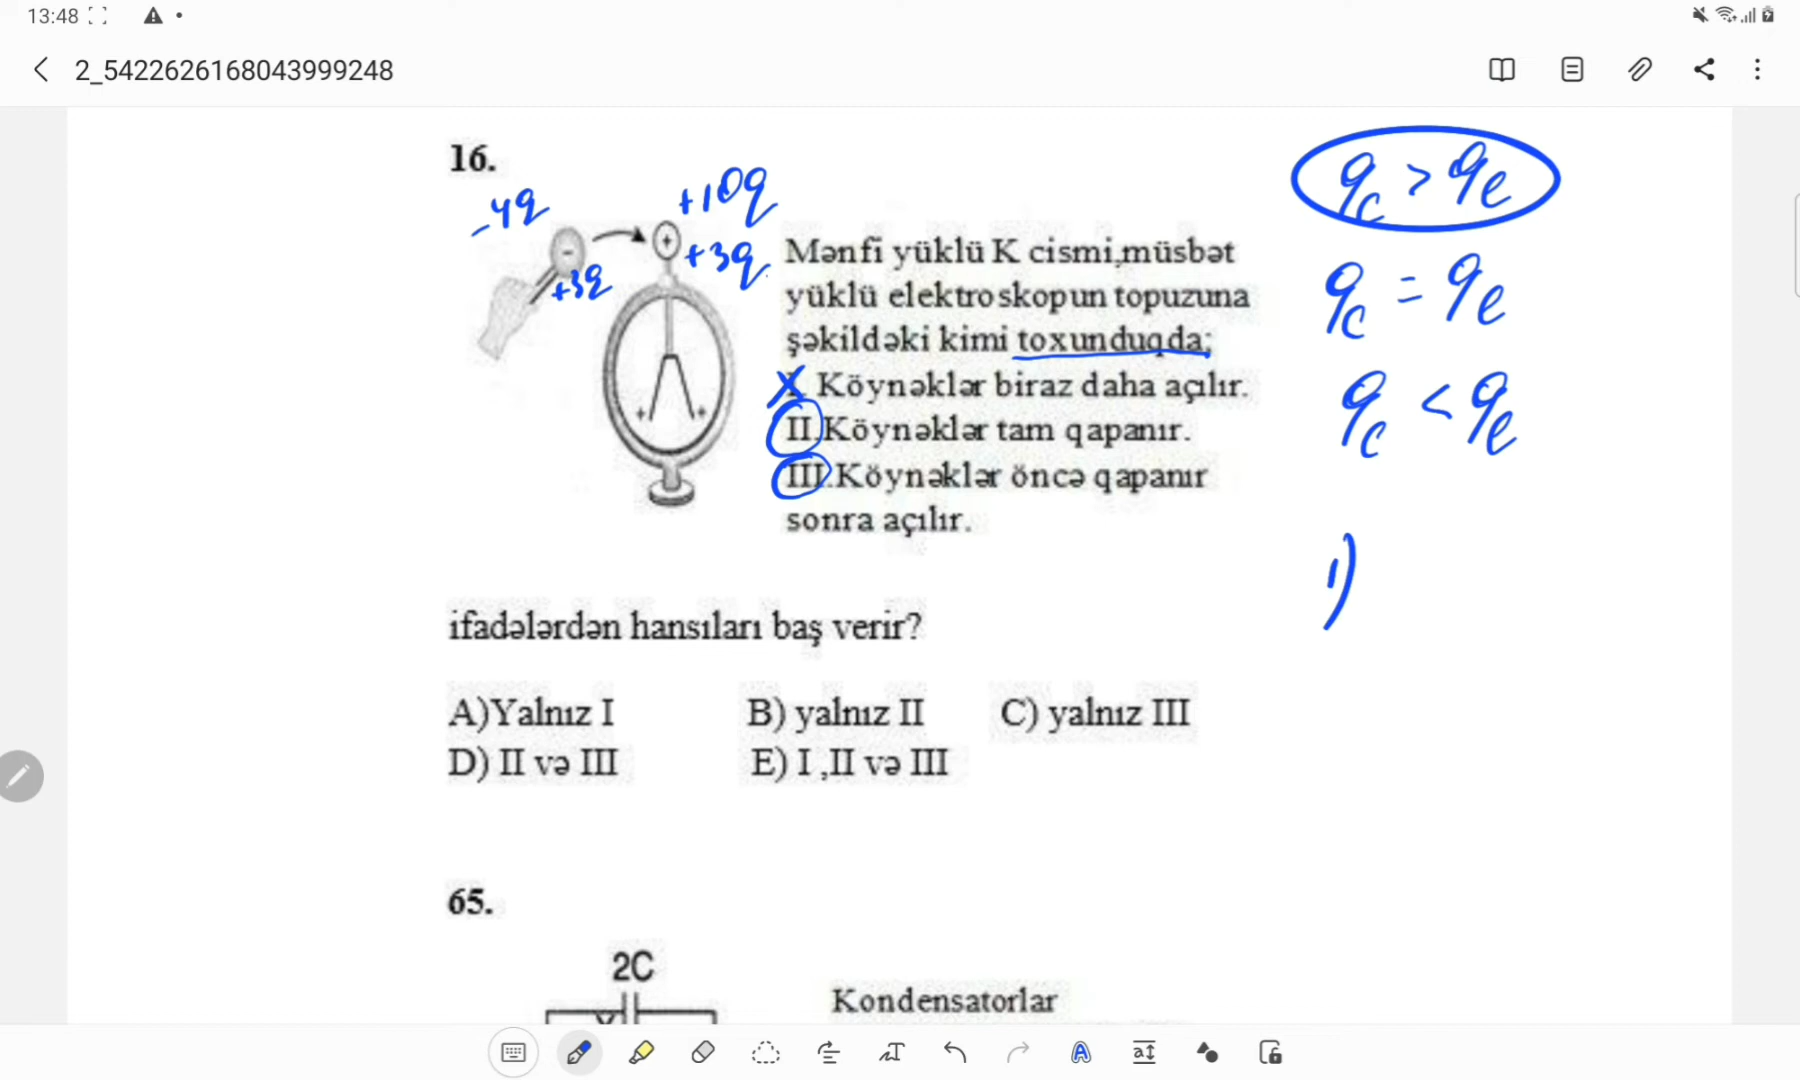 13:48
2_5422626168043999248
16.
-4q
+10q
+3q
+3q
Mənfi yüklü K cismi,müsbət
yüklü elektroskopun topuzuna
şəkildəki kimi toxunduqda;
I. Köynəklər biraz daha açılır.
II.Köynəklər tam qapanır.
III.Köynəklər öncə qapanır
sonra açılır.
ifadələrdən hansıları baş verir?
A)Yalnız I B) yalnız II C) yalnız III
D) II və III E) I ,II və III
qc > qe
qc = qe
qc < qe
1)
65.
2C
Kondensatorlar